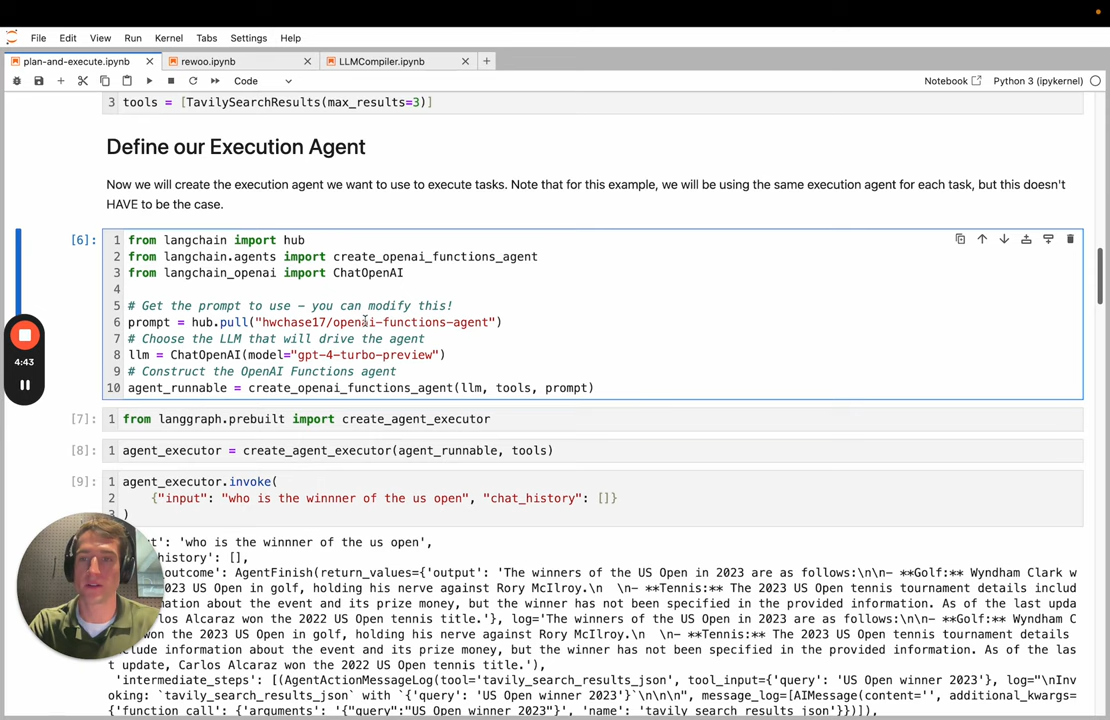 File Edit View Run Kernel Tabs Settings Help
plan-and-execute.ipynb rewoo.ipynb LLMCompiler.ipynb
Code Notebook Python 3 (ipykernel)
3 tools = [TavilySearchResults(max_results=3)]
Define our Execution Agent
Now we will create the execution agent we want to use to execute tasks. Note that for this example, we will be using the same execution agent for each task, but this doesn't
HAVE to be the case.
[6]: 1 from langchain import hub
2 from langchain.agents import create_openai_functions_agent
3 from langchain_openai import ChatOpenAI
4
5 # Get the prompt to use - you can modify this!
6 prompt = hub.pull("hwchase17/openai-functions-agent")
7 # Choose the LLM that will drive the agent
8 llm = ChatOpenAI(model="gpt-4-turbo-preview")
9 # Construct the OpenAI Functions agent
10 agent_runnable = create_openai_functions_agent(llm, tools, prompt)
4:43
[7]: 1 from langgraph.prebuilt import create_agent_executor
[8]: 1 agent_executor = create_agent_executor(agent_runnable, tools)
[9]: 1 agent_executor.invoke(
2 {"input": "who is the winnner of the us open", "chat_history": []}
3 )
t': 'who is the winnner of the us open',
history': [],
outcome': AgentFinish(return_values={'output': 'The winners of the US Open in 2023 are as follows:\n\n- **Golf:** Wyndham Clark w
023 US Open in golf, holding his nerve against Rory McIlroy.\n \n- **Tennis:** The 2023 US Open tennis tournament details includ
mation about the event and its prize money, but the winner has not been specified in the provided information. As of the last upda
los Alcaraz won the 2022 US Open tennis title.'}, log='The winners of the US Open in 2023 are as follows:\n\n- **Golf:** Wyndham C
won the 2023 US Open in golf, holding his nerve against Rory McIlroy.\n \n- **Tennis:** The 2023 US Open tennis tournament details
clude information about the event and its prize money, but the winner has not been specified in the provided information. As of the las
t update, Carlos Alcaraz won the 2022 US Open tennis title.'),
'intermediate_steps': [(AgentActionMessageLog(tool='tavily_search_results_json', tool_input={'query': 'US Open winner 2023'}, log="\nInv
oking: `tavily_search_results_json` with `{'query': 'US Open winner 2023'}`\n\n\n", message_log=[AIMessage(content='', additional_kwargs=
{'function_call': {'arguments': '{"query":"US Open winner 2023"}', 'name': 'tavily_search_results_json'}})]),